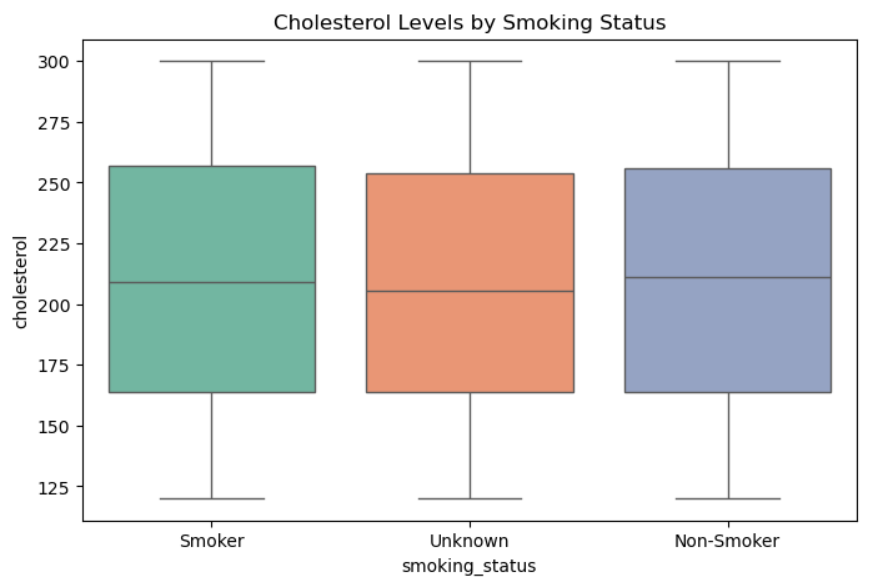 Cholesterol Levels by Smoking Status
300
275
250
225
200
175
150
125
cholesterol
Smoker
Unknown
Non-Smoker
smoking_status